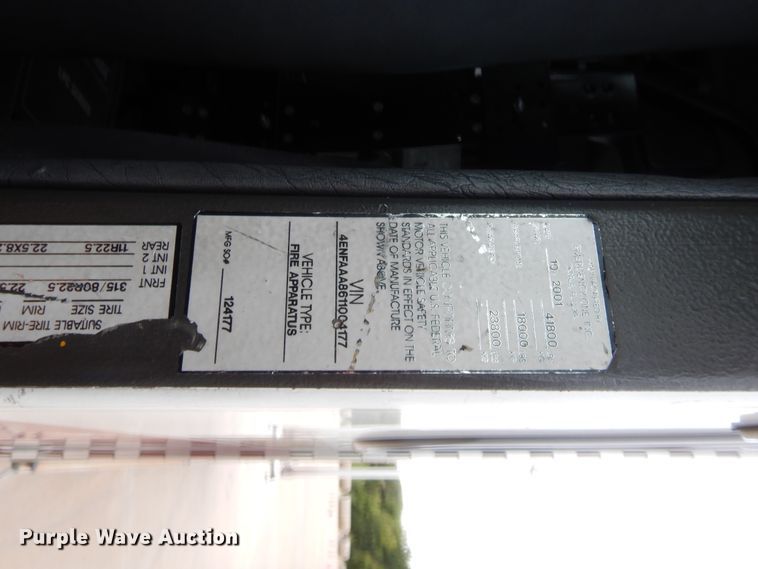 10 2001
41800
18000
23800
THIS VEHICLE CONFORMS TO
ALL APPLICABLE U.S. FEDERAL
MOTOR VEHICLE SAFETY
STANDARDS IN EFFECT ON THE
DATE OF MANUFACTURE
SHOWN ABOVE
VIN
VEHICLE TYPE:
FIRE APPARATUS
MFG SO# 124177
SUITABLE TIRE-RIM
TIRE SIZE RIM
FRNT 315/80R22.5
INT 1
INT 2
REAR 11R22.5 22.5X8.2
Purple Wave Auction